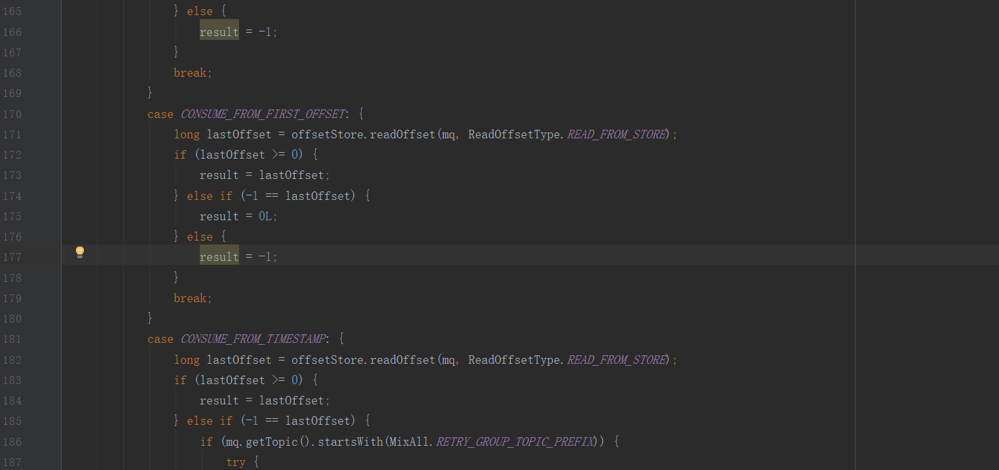 165 } else {
166 result = -1;
167 }
168 break;
169 }
170 case CONSUME_FROM_FIRST_OFFSET: {
171 long lastOffset = offsetStore.readOffset(mq, ReadOffsetType.READ_FROM_STORE);
172 if (lastOffset >= 0) {
173 result = lastOffset;
174 } else if (-1 == lastOffset) {
175 result = 0L;
176 } else {
177 result = -1;
178 }
179 break;
180 }
181 case CONSUME_FROM_TIMESTAMP: {
182 long lastOffset = offsetStore.readOffset(mq, ReadOffsetType.READ_FROM_STORE);
183 if (lastOffset >= 0) {
184 result = lastOffset;
185 } else if (-1 == lastOffset) {
186 if (mq.getTopic().startsWith(MixAll.RETRY_GROUP_TOPIC_PREFIX)) {
187 try {